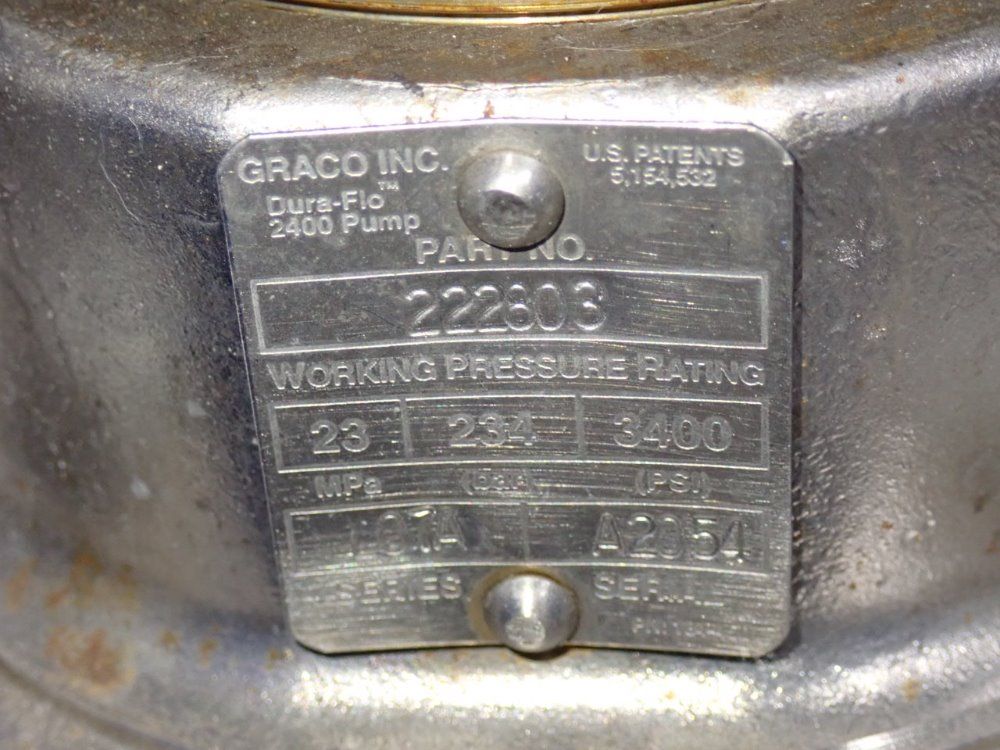 GRACO INC.
U.S. PATENTS
5,154,532
Dura-Flo™
2400 Pump
PART NO.
222803
WORKING PRESSURE RATING
23 234 3400
MPa (bar) (PSI)
A2054
SERIES